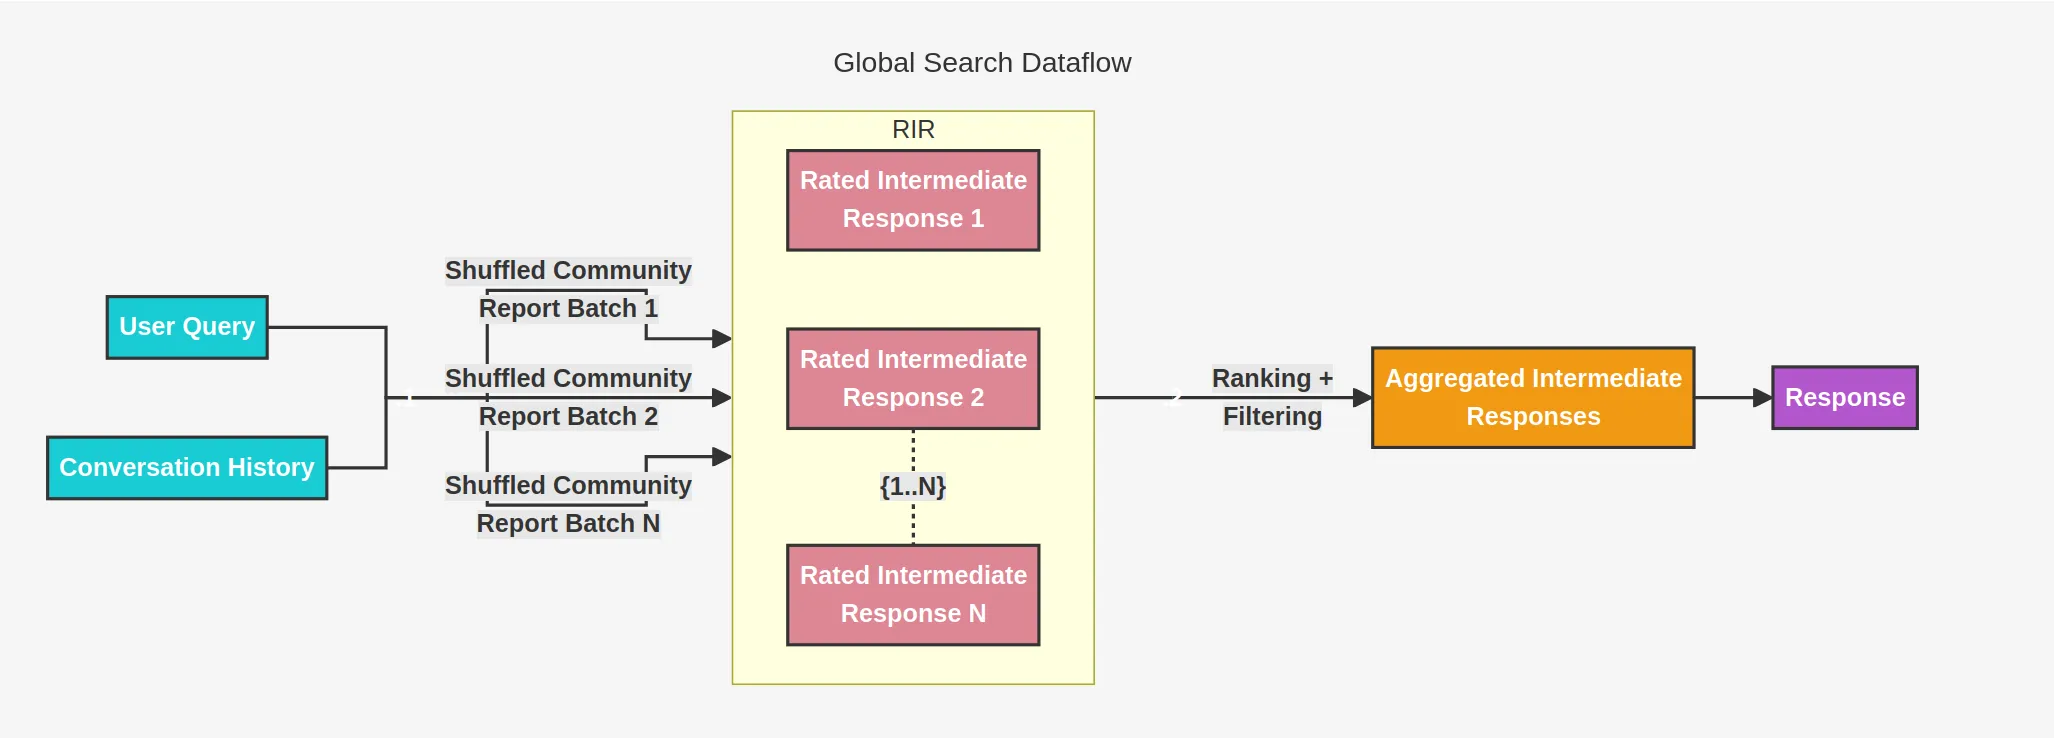 Global Search Dataflow
User Query
Conversation History
1
Shuffled Community
Report Batch 1
Shuffled Community
Report Batch 2
Shuffled Community
Report Batch N
RIR
Rated Intermediate
Response 1
Rated Intermediate
Response 2
{1..N}
Rated Intermediate
Response N
2
Ranking +
Filtering
Aggregated Intermediate
Responses
Response